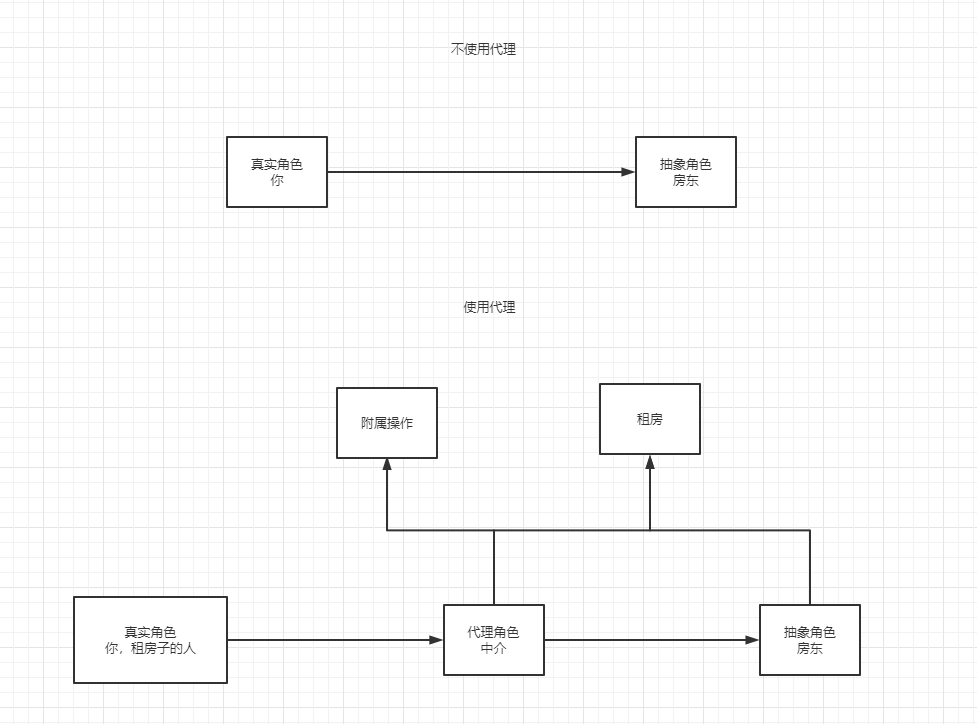 不使用代理
真实角色
你
抽象角色
房东
使用代理
附属操作
租房
真实角色
你，租房子的人
代理角色
中介
抽象角色
房东